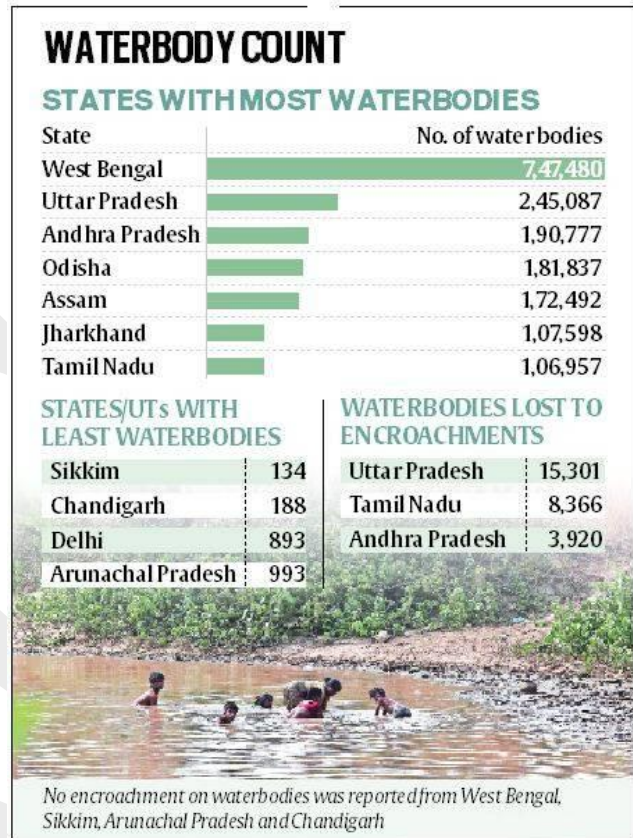 WATERBODY COUNT
STATES WITH MOST WATERBODIES
State No. of waterbodies
West Bengal 7,47,480
Uttar Pradesh 2,45,087
Andhra Pradesh 1,90,777
Odisha 1,81,837
Assam 1,72,492
Jharkhand 1,07,598
Tamil Nadu 1,06,957
STATES/UTs WITH
LEAST WATERBODIES
Sikkim 134
Chandigarh 188
Delhi 893
Arunachal Pradesh 993
WATERBODIES LOST TO
ENCROACHMENTS
Uttar Pradesh 15,301
Tamil Nadu 8,366
Andhra Pradesh 3,920
No encroachment on waterbodies was reported from West Bengal,
Sikkim, Arunachal Pradesh and Chandigarh